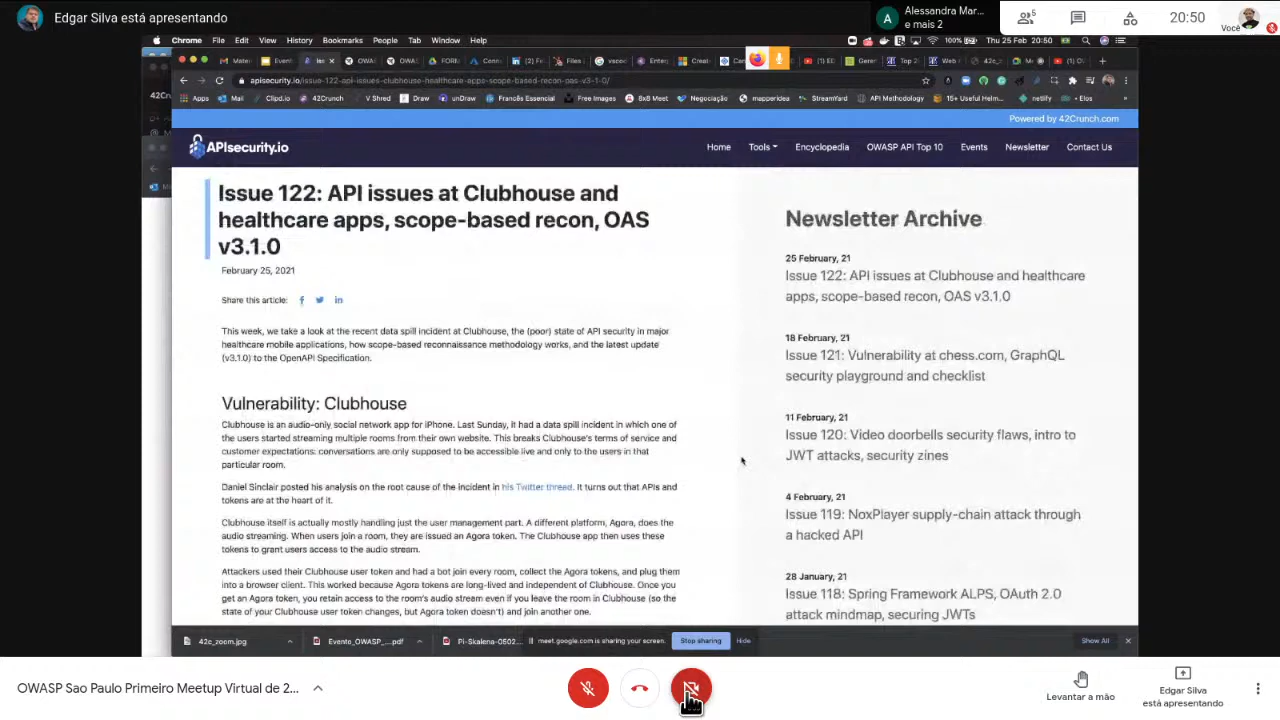 Edgar Silva está apresentando
A
Alessandra Mar...
e mais 2
5
20:50
Você
Chrome File Edit View History Bookmarks People Tab Window Help
100%
Thu 25 Feb 20:50
apisecurity.io/issue-122-api-issues-clubhouse-healthcare-apps-scope-based-recon-oas-v3-1-0/
Apps Mail Clipd.io 42Crunch V Shred Draw unDraw Francês Essencial Free Images 8x8 Meet Negociação mapperidea StreamYard API Methodology 15+ Useful Helm... netlify Elos
Powered by 42Crunch.com
APIsecurity.io
Home Tools Encyclopedia OWASP API Top 10 Events Newsletter Contact Us
Issue 122: API issues at Clubhouse and
healthcare apps, scope-based recon, OAS
v3.1.0
February 25, 2021
Share this article:
This week, we take a look at the recent data spill incident at Clubhouse, the (poor) state of API security in major
healthcare mobile applications, how scope-based reconnaissance methodology works, and the latest update
(v3.1.0) to the OpenAPI Specification.
Vulnerability: Clubhouse
Clubhouse is an audio-only social network app for iPhone. Last Sunday, it had a data spill incident in which one of
the users started streaming multiple rooms from their own website. This breaks Clubhouse's terms of service and
customer expectations: conversations are only supposed to be accessible live and only to the users in that
particular room.
Daniel Sinclair posted his analysis on the root cause of the incident in his Twitter thread. It turns out that APIs and
tokens are at the heart of it.
Clubhouse itself is actually mostly handling just the user management part. A different platform, Agora, does the
audio streaming. When users join a room, they are issued an Agora token. The Clubhouse app then uses these
tokens to grant users access to the audio stream.
Attackers used their Clubhouse user token and had a bot join every room, collect the Agora tokens, and plug them
into a browser client. This worked because Agora tokens are long-lived and independent of Clubhouse. Once you
get an Agora token, you retain access to the room's audio stream even if you leave the room in Clubhouse (so the
state of your Clubhouse user token changes, but Agora token doesn't) and join another one.
Newsletter Archive
25 February, 21
Issue 122: API issues at Clubhouse and healthcare
apps, scope-based recon, OAS v3.1.0
18 February, 21
Issue 121: Vulnerability at chess.com, GraphQL
security playground and checklist
11 February, 21
Issue 120: Video doorbells security flaws, intro to
JWT attacks, security zines
4 February, 21
Issue 119: NoxPlayer supply-chain attack through
a hacked API
28 January, 21
Issue 118: Spring Framework ALPS, OAuth 2.0
attack mindmap, securing JWTs
42c_zoom.jpg
Evento_OWASP_....pdf
Pi-Skalena-0502...
meet.google.com is sharing your screen.
Stop sharing
Hide
Show All
OWASP Sao Paulo Primeiro Meetup Virtual de 2...
Levantar a mão
Edgar Silva
está apresentando